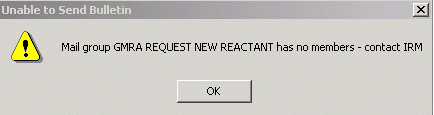 Unable to Send Bulletin
Mail group GMRA REQUEST NEW REACTANT has no members - contact IRM
OK